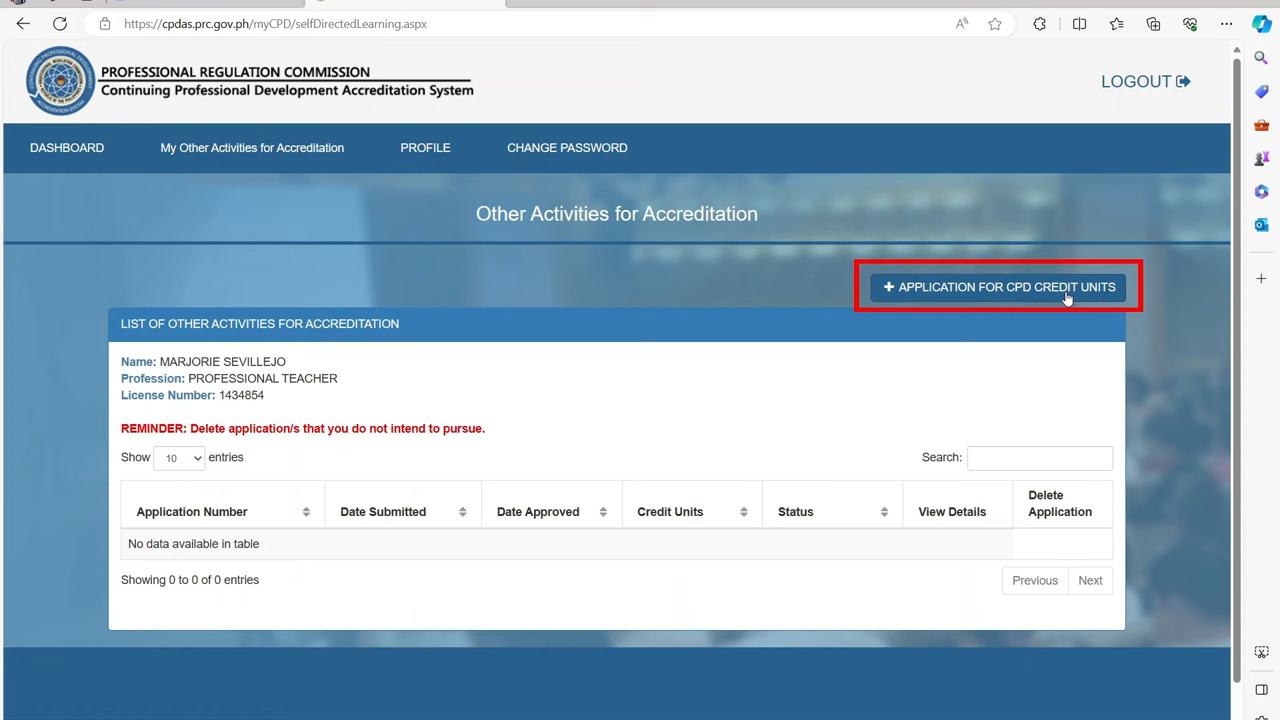 https://cpdas.prc.gov.ph/myCPD/selfDirectedLearning.aspx
PROFESSIONAL REGULATION COMMISSION
Continuing Professional Development Accreditation System
LOGOUT
DASHBOARD My Other Activities for Accreditation PROFILE CHANGE PASSWORD
Other Activities for Accreditation
+ APPLICATION FOR CPD CREDIT UNITS
LIST OF OTHER ACTIVITIES FOR ACCREDITATION
Name: MARJORIE SEVILLEJO
Profession: PROFESSIONAL TEACHER
License Number: 1434854
REMINDER: Delete application/s that you do not intend to pursue.
Show 10 entries Search:
Application Number Date Submitted Date Approved Credit Units Status View Details Delete Application
No data available in table
Showing 0 to 0 of 0 entries Previous Next